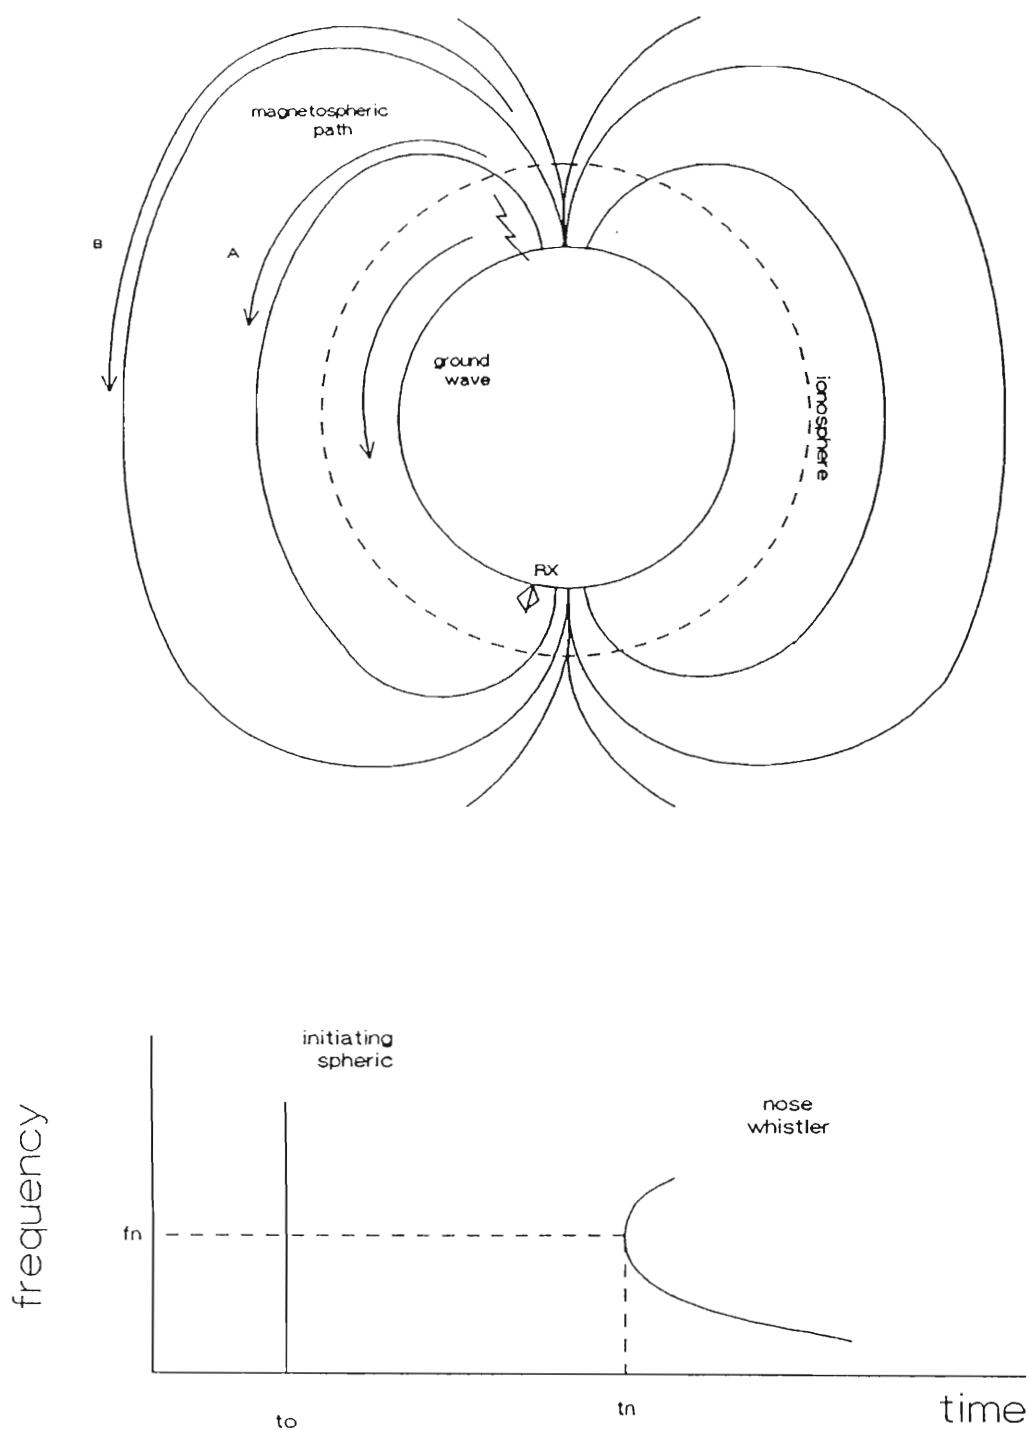 magnetospheric
path
B
A
ground
wave
ionosphere
RX
initiating
spheric
nose
whistler
frequency
fn
to
tn
time